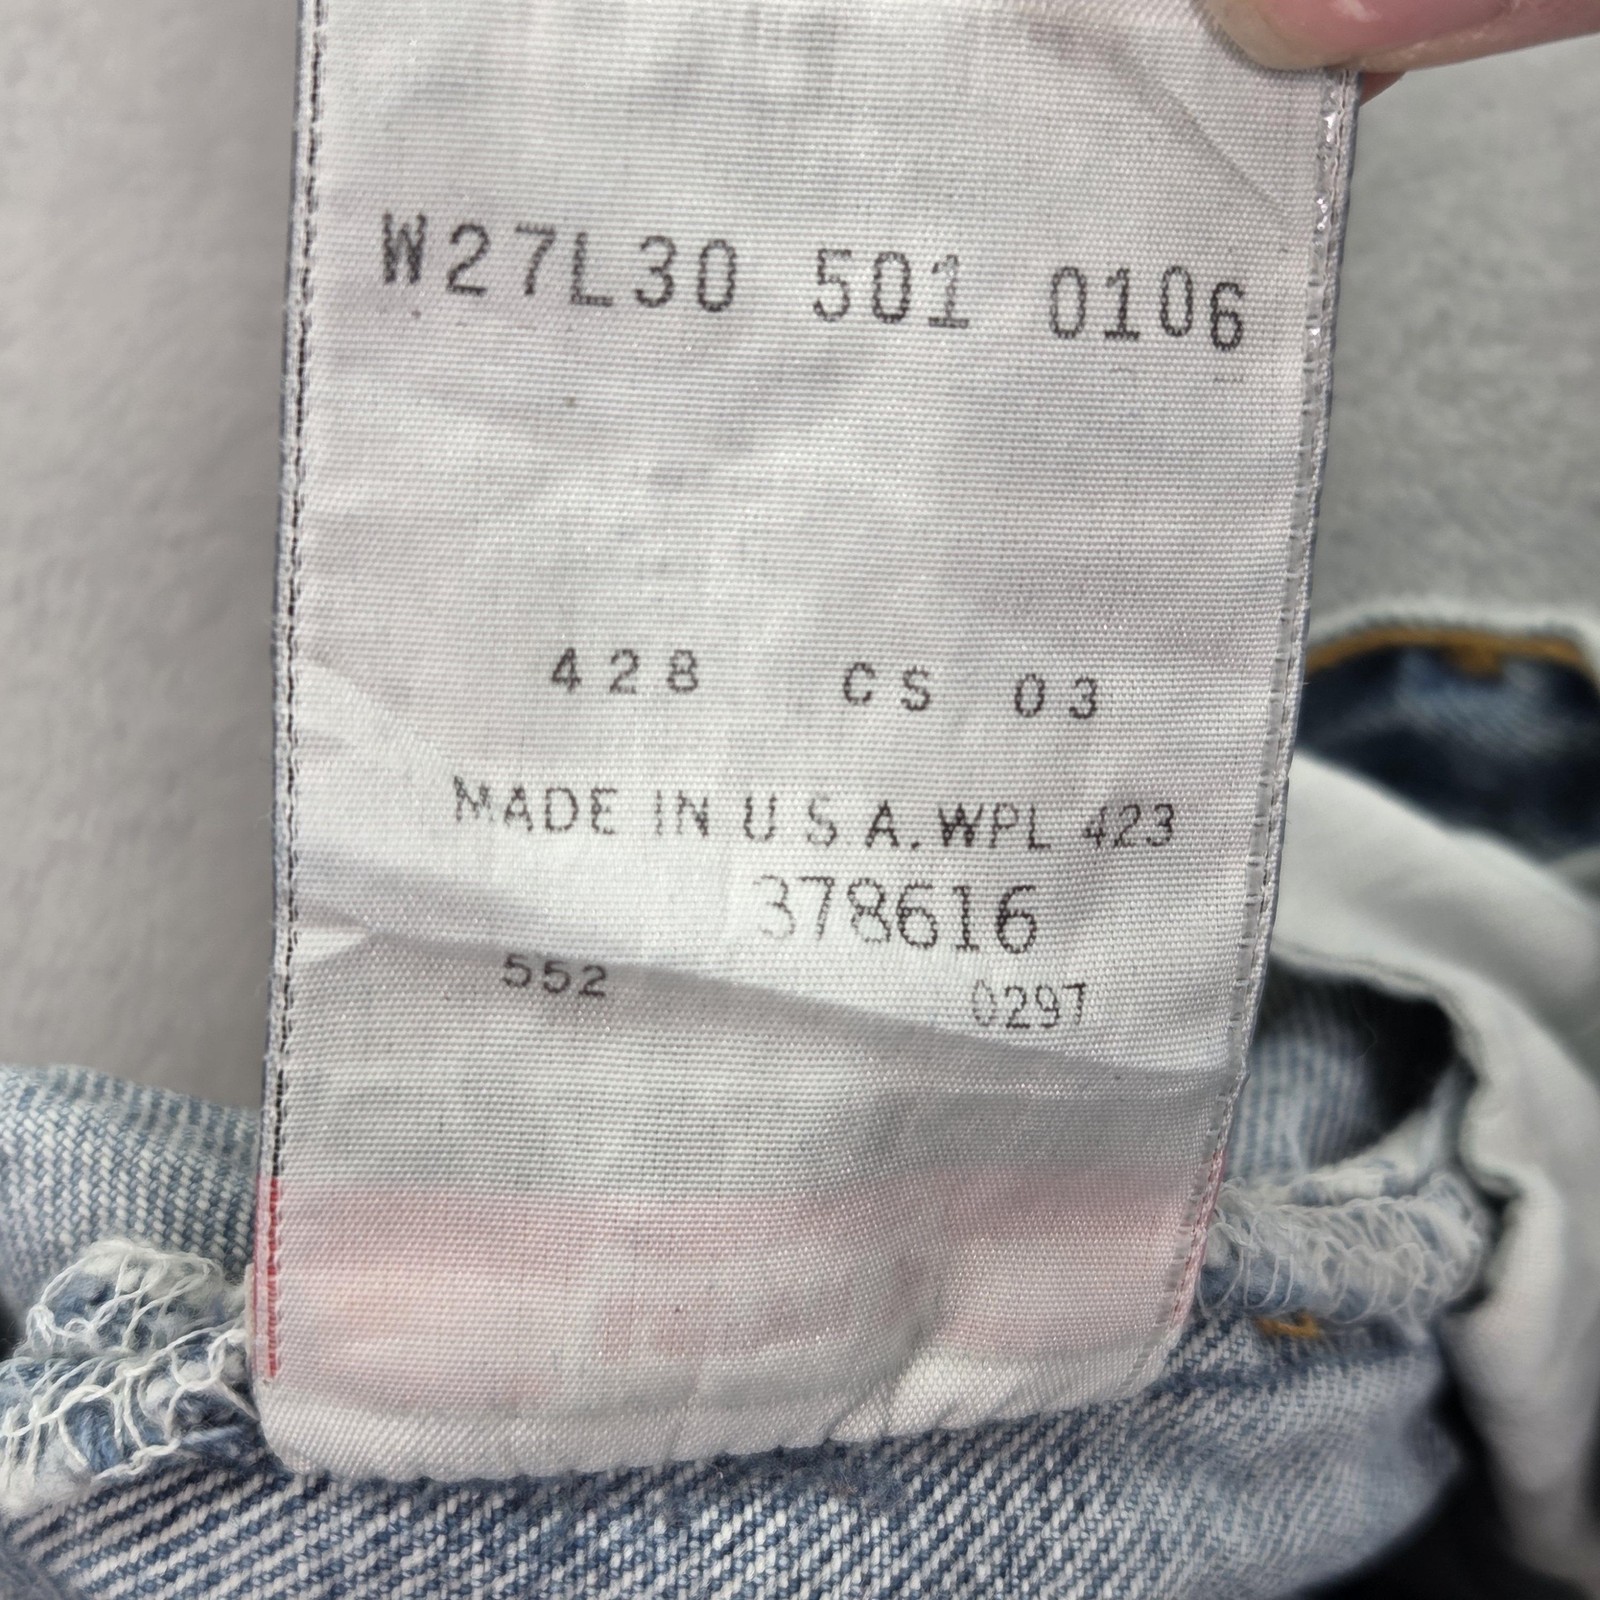 W27L30 501 0106
428 CS 03
MADE IN U S A. WPL 423
378616
552 0297